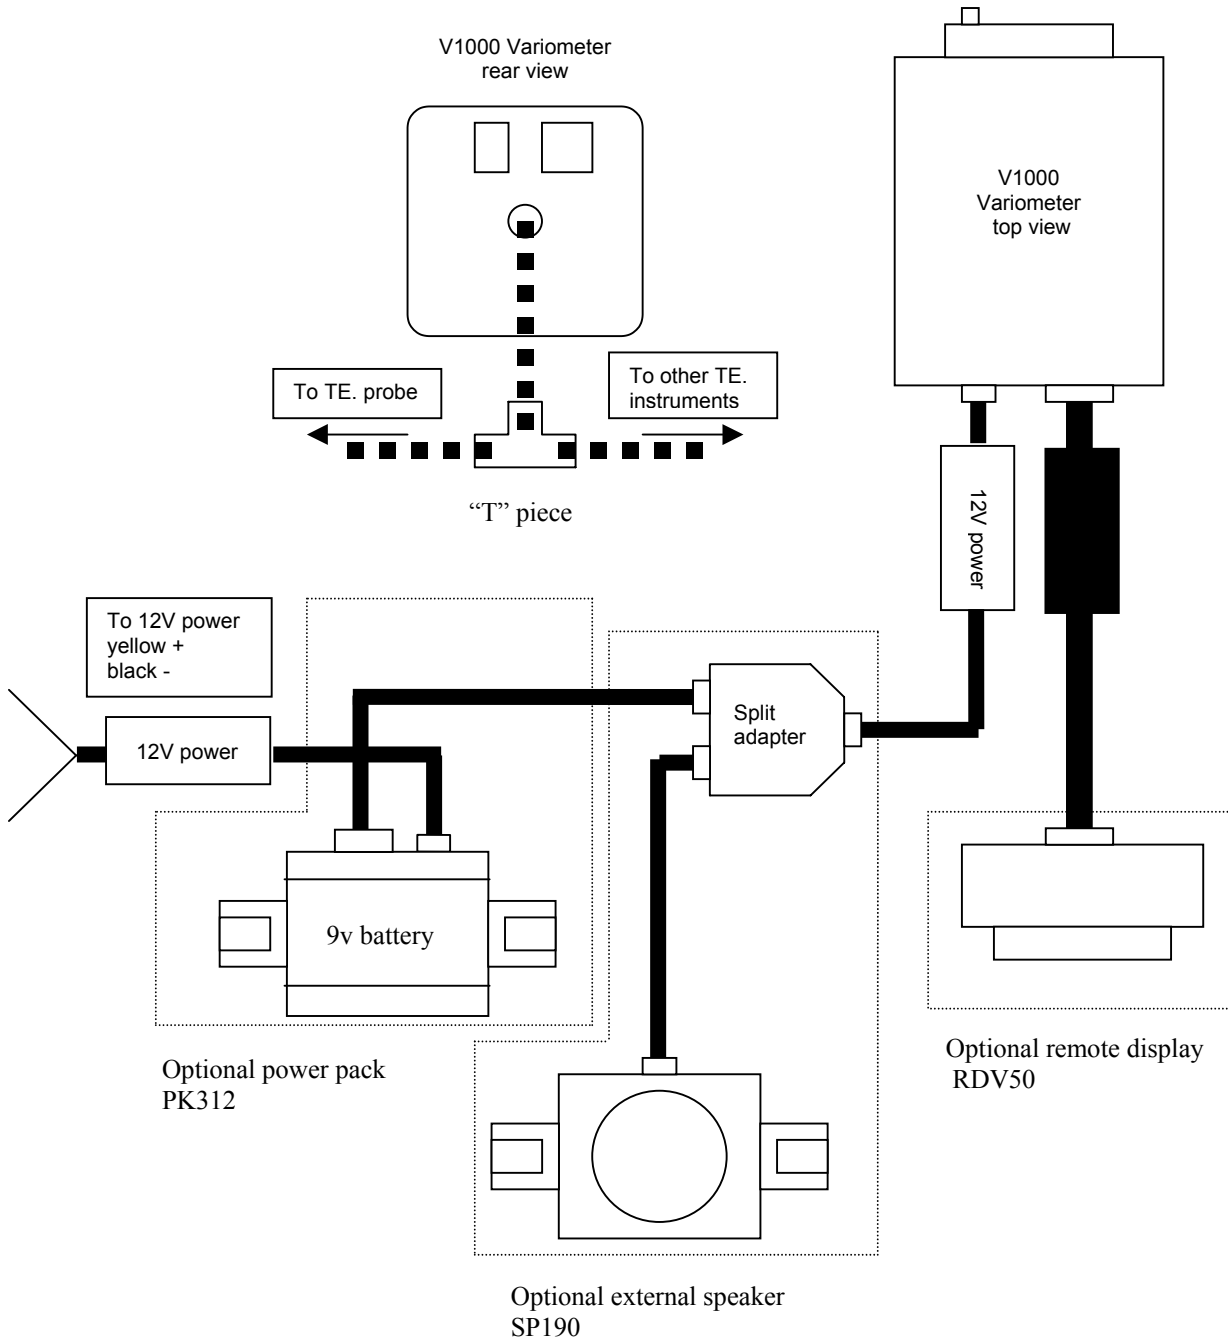 V1000 Variometer
rear view
V1000
Variometer
top view
To TE. probe
To other TE.
instruments
“T” piece
12V power
To 12V power
yellow +
black -
12V power
Split
adapter
9v battery
Optional power pack
PK312
Optional remote display
RDV50
Optional external speaker
SP190